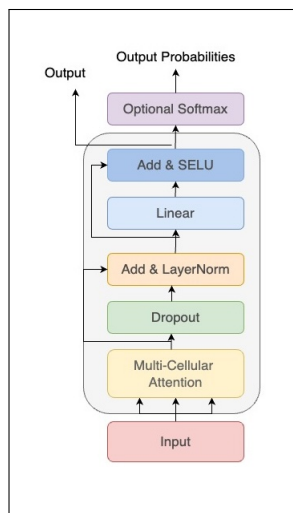 Output Probabilities
Output
Optional Softmax
Add & SELU
Linear
Add & LayerNorm
Dropout
Multi-Cellular
Attention
Input